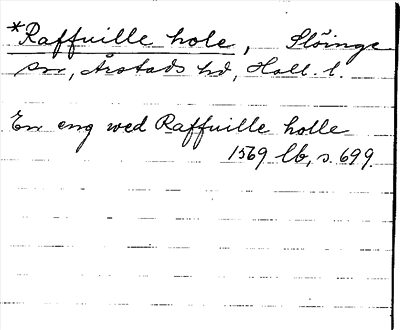 *Raffuille hole, Slöinge
sn, Årstads hd, Hall. l.
En eng wed Raffuille holle
1569 lb, s. 699.